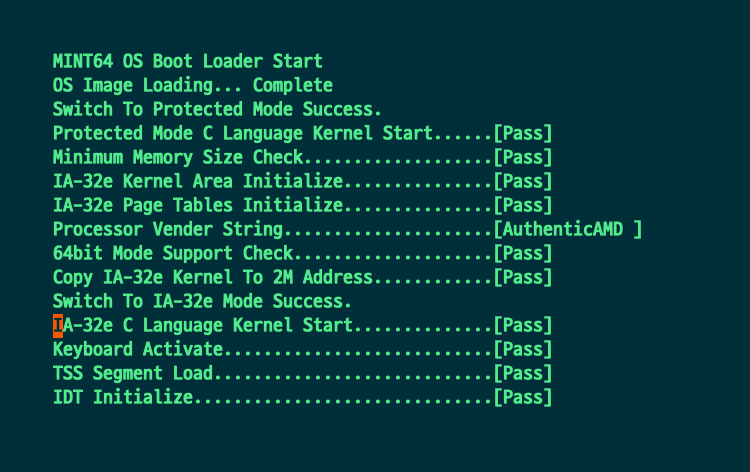 MINT64 OS Boot Loader Start
OS Image Loading... Complete
Switch To Protected Mode Success.
Protected Mode C Language Kernel Start......[Pass]
Minimum Memory Size Check...................[Pass]
IA-32e Kernel Area Initialize...............[Pass]
IA-32e Page Tables Initialize...............[Pass]
Processor Vender String.....................[AuthenticAMD ]
64bit Mode Support Check....................[Pass]
Copy IA-32e Kernel To 2M Address............[Pass]
Switch To IA-32e Mode Success.
IA-32e C Language Kernel Start..............[Pass]
Keyboard Activate...........................[Pass]
TSS Segment Load............................[Pass]
IDT Initialize..............................[Pass]